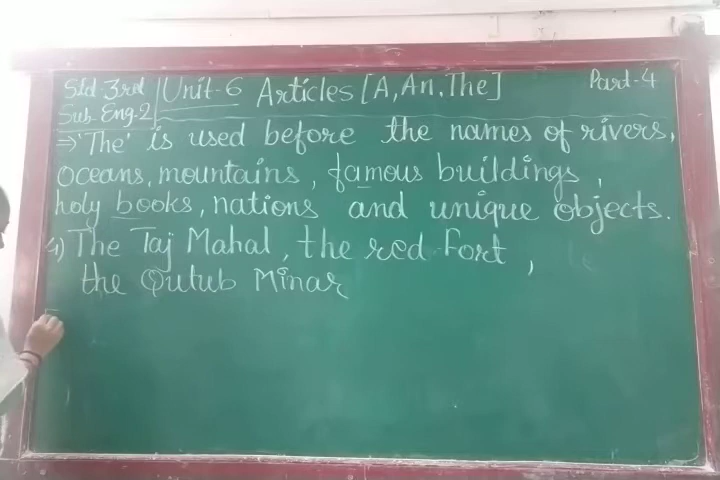 Std-3rd Unit-6 Articles [A, An, The] Part-4
Sub-Eng-2
⇒ 'The' is used before the names of rivers,
oceans, mountains, famous buildings,
holy books, nations and unique objects.
4) The Taj Mahal, the red Fort,
the Qutub Minar